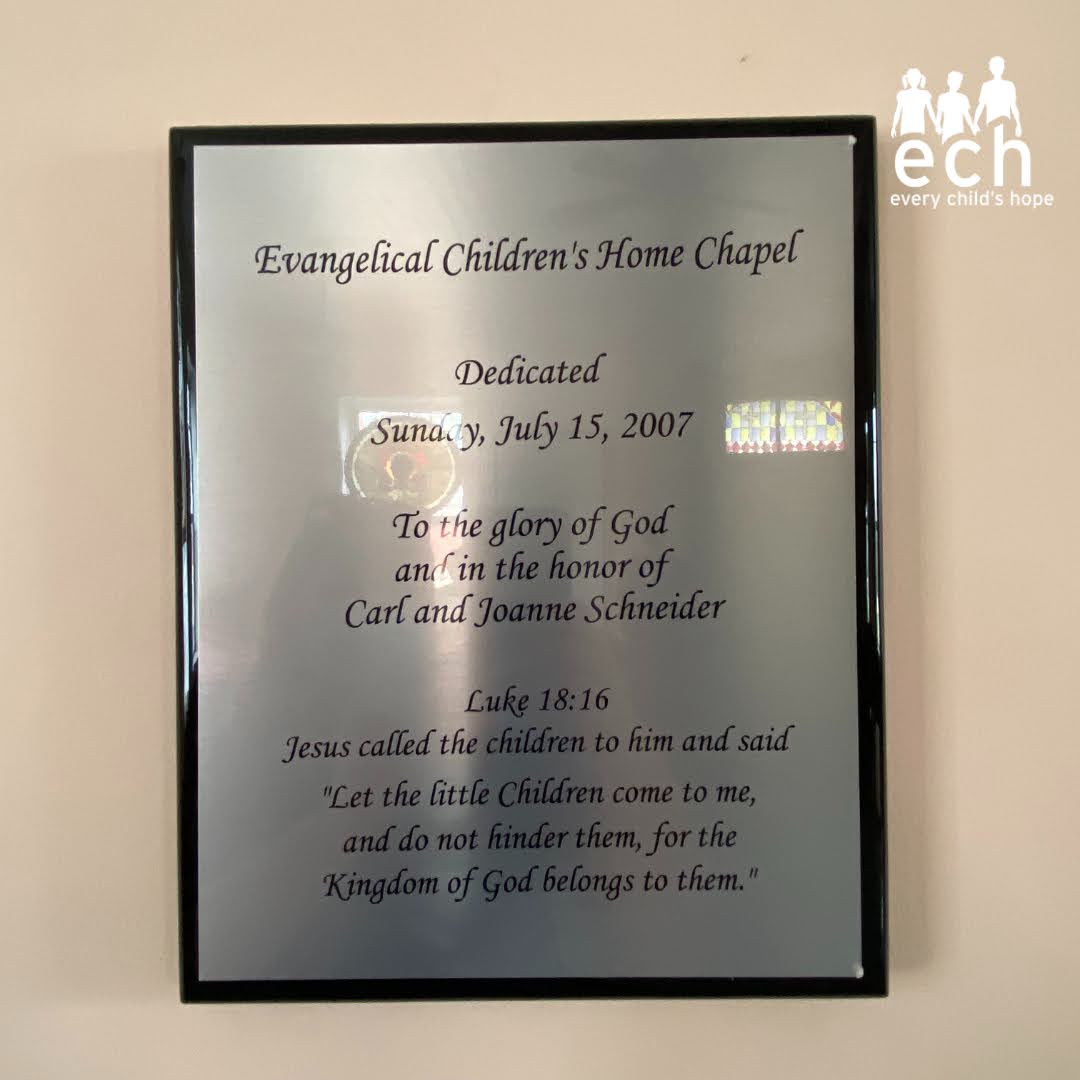 ech
every child's hope
Evangelical Children's Home Chapel
Dedicated
Sunday, July 15, 2007
To the glory of God
and in the honor of
Carl and Joanne Schneider
Luke 18:16
Jesus called the children to him and said
"Let the little Children come to me,
and do not hinder them, for the
Kingdom of God belongs to them."